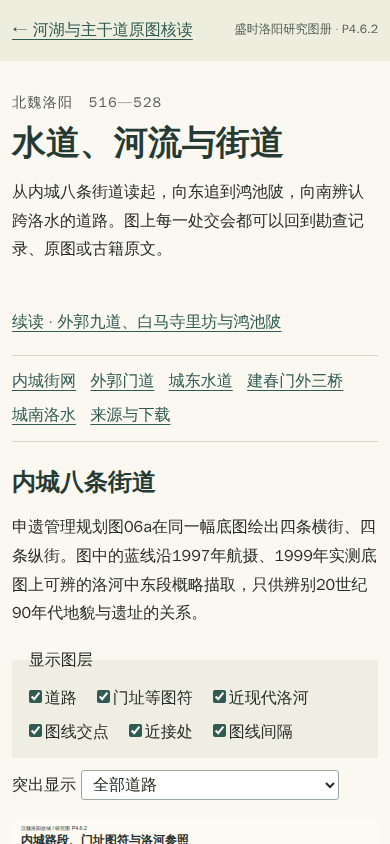 ← 河湖与主干道原图核读
盛时洛阳研究图册 · P4.6.2
北魏洛阳 516—528
水道、河流与街道
从内城八条街道读起，向东追到鸿池陂，向南辨认
跨洛水的道路。图上每一处交会都可以回到勘查记
录、原图或古籍原文。
续读 · 外郭九道、白马寺里坊与鸿池陂
内城街网 外郭门道 城东水道 建春门外三桥
城南洛水 来源与下载
内城八条街道
申遗管理规划图06a在同一幅底图绘出四条横街、四
条纵街。图中的蓝线沿1997年航摄、1999年实测底
图上可辨的洛河中东段概略描取，只供辨别20世纪
90年代地貌与遗址的关系。
显示图层
道路 门址等图符 近现代洛河
图线交点 近接处 图线间隔
突出显示 全部道路
汉魏洛阳故城 / 研究图 P4.6.2
内城路段、门址图符与洛河参照